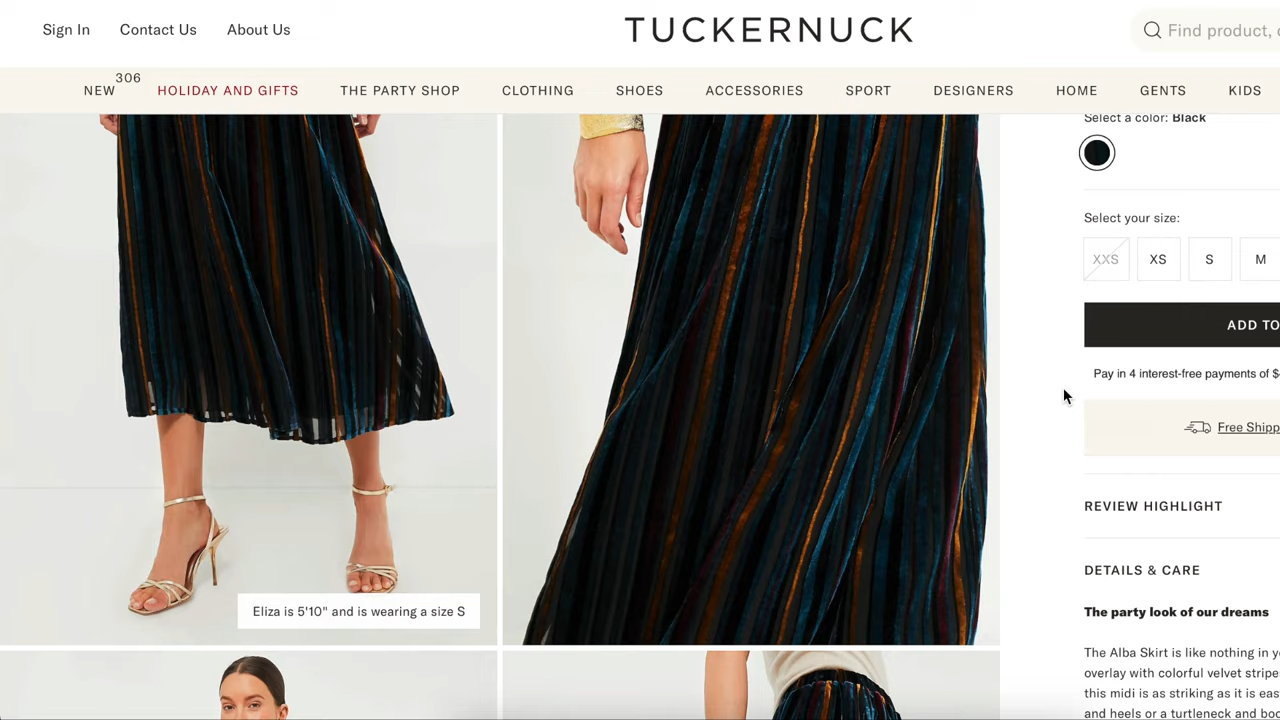 Sign In
Contact Us
About Us
TUCKERNUCK
Find product,
NEW
306
HOLIDAY AND GIFTS
THE PARTY SHOP
CLOTHING
SHOES
ACCESSORIES
SPORT
DESIGNERS
HOME
GENTS
KIDS
Select a color: Black
Select your size:
XXS
XS
S
M
ADD TO
Pay in 4 interest-free payments of $
Free Shipp
REVIEW HIGHLIGHT
DETAILS & CARE
The party look of our dreams
The Alba Skirt is like nothing in
overlay with colorful velvet stripe
this midi is as striking as it is eas
and heels or a turtleneck and boo
Eliza is 5'10" and is wearing a size S